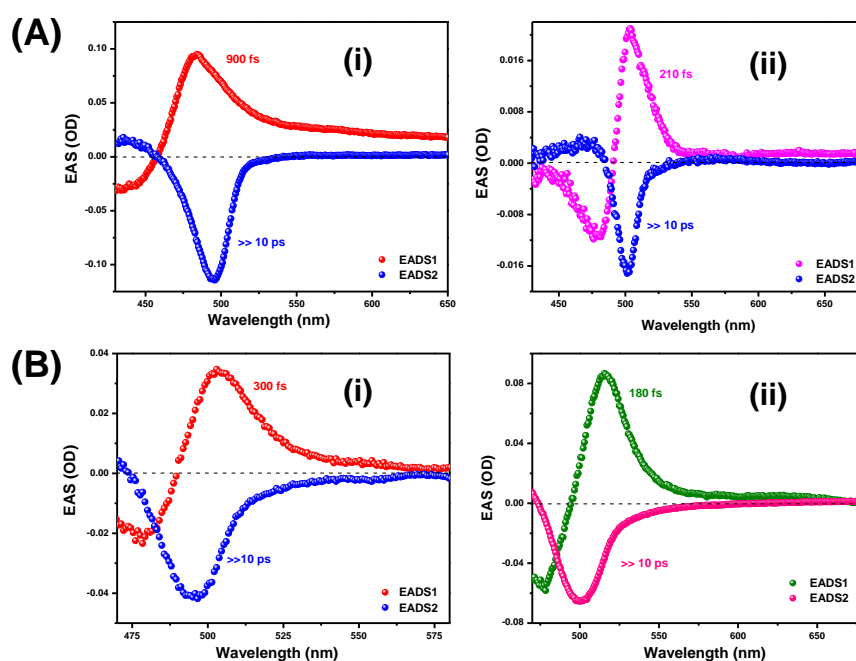 (A)
(i)
900 fs
>> 10 ps
EADS1
EADS2
EAS (OD)
0.10
0.05
0.00
-0.05
-0.10
450 500 550 600 650
Wavelength (nm)
(ii)
210 fs
>> 10 ps
EADS1
EADS2
EAS (OD)
0.016
0.008
0.000
-0.008
-0.016
450 500 550 600 650
Wavelength (nm)
(B)
(i)
300 fs
>>10 ps
EADS1
EADS2
EAS (OD)
0.04
0.02
0.00
-0.02
-0.04
475 500 525 550 575
Wavelength (nm)
(ii)
180 fs
>> 10 ps
EADS1
EADS2
EAS (OD)
0.08
0.04
0.00
-0.04
-0.08
500 550 600 650
Wavelength (nm)